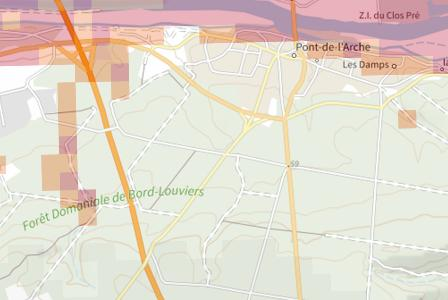 Z.I. du Clos Pré
Pont-de-l'Arche
Les Damps
59
Forêt Domaniale de Bord-Louviers